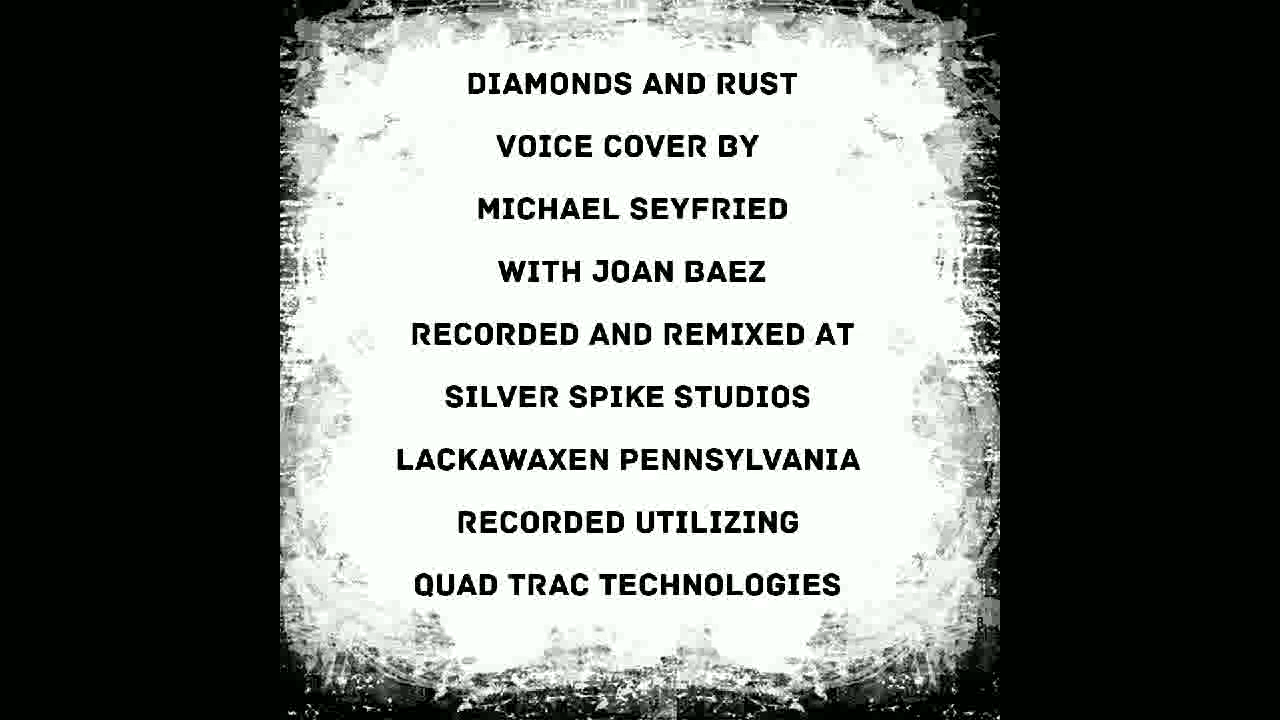 DIAMONDS AND RUST
VOICE COVER BY
MICHAEL SEYFRIED
WITH JOAN BAEZ
RECORDED AND REMIXED AT
SILVER SPIKE STUDIOS
LACKAWAXEN PENNSYLVANIA
RECORDED UTILIZING
QUAD TRAC TECHNOLOGIES